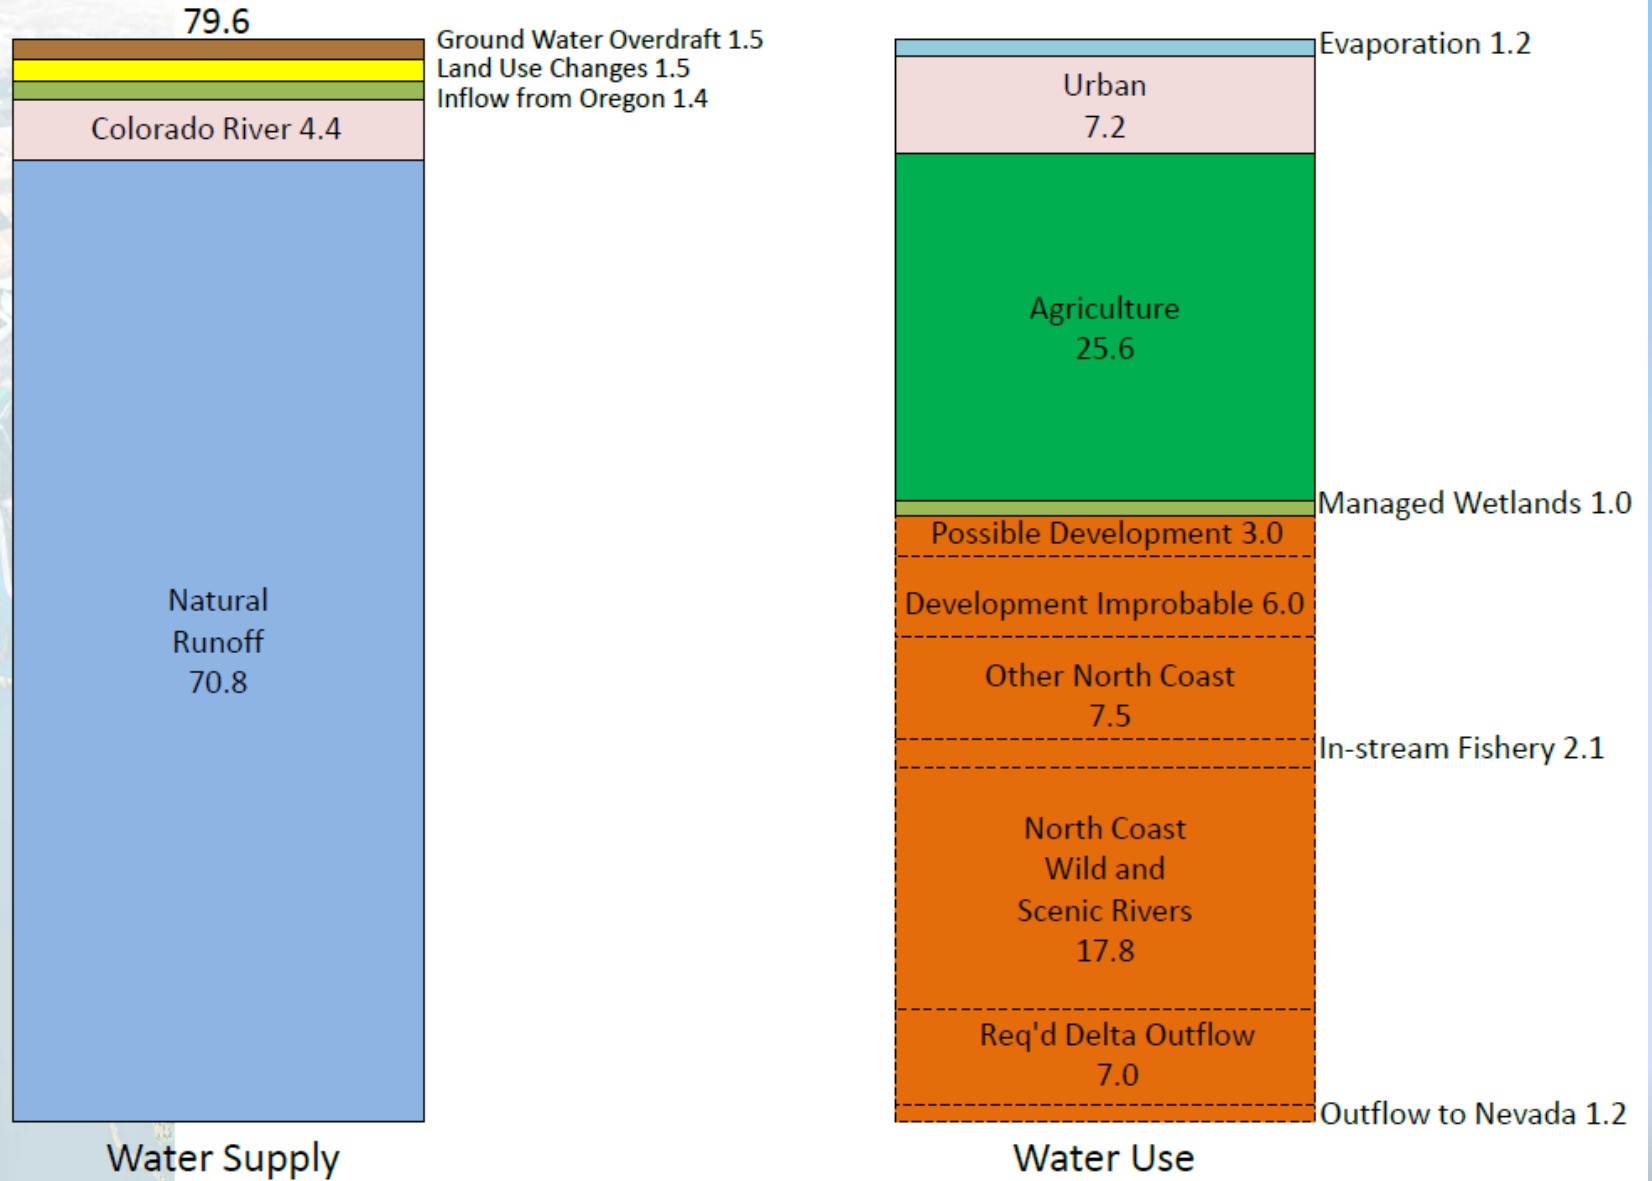 79.6
Ground Water Overdraft 1.5
Land Use Changes 1.5
Inflow from Oregon 1.4
Colorado River 4.4
Natural
Runoff
70.8
Water Supply
Evaporation 1.2
Urban
7.2
Agriculture
25.6
Managed Wetlands 1.0
Possible Development 3.0
Development Improbable 6.0
Other North Coast
7.5
In-stream Fishery 2.1
North Coast
Wild and
Scenic Rivers
17.8
Req'd Delta Outflow
7.0
Outflow to Nevada 1.2
Water Use